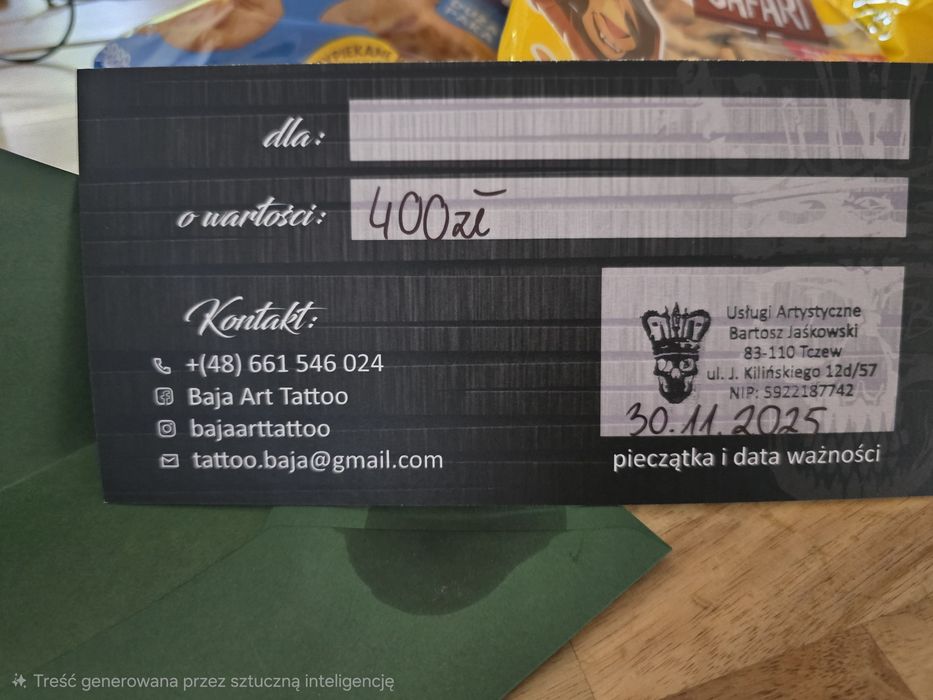 SAFARI
dla:
o wartości: 400zł
Kontakt:
+(48) 661 546 024
Baja Art Tattoo
bajaarttattoo
tattoo.baja@gmail.com
Usługi Artystyczne
Bartosz Jaśkowski
83-110 Tczew
ul. J. Kilińskiego 12d/57
NIP: 5922187742
30.11.2025
pieczątka i data ważności
Treść generowana przez sztuczną inteligencję